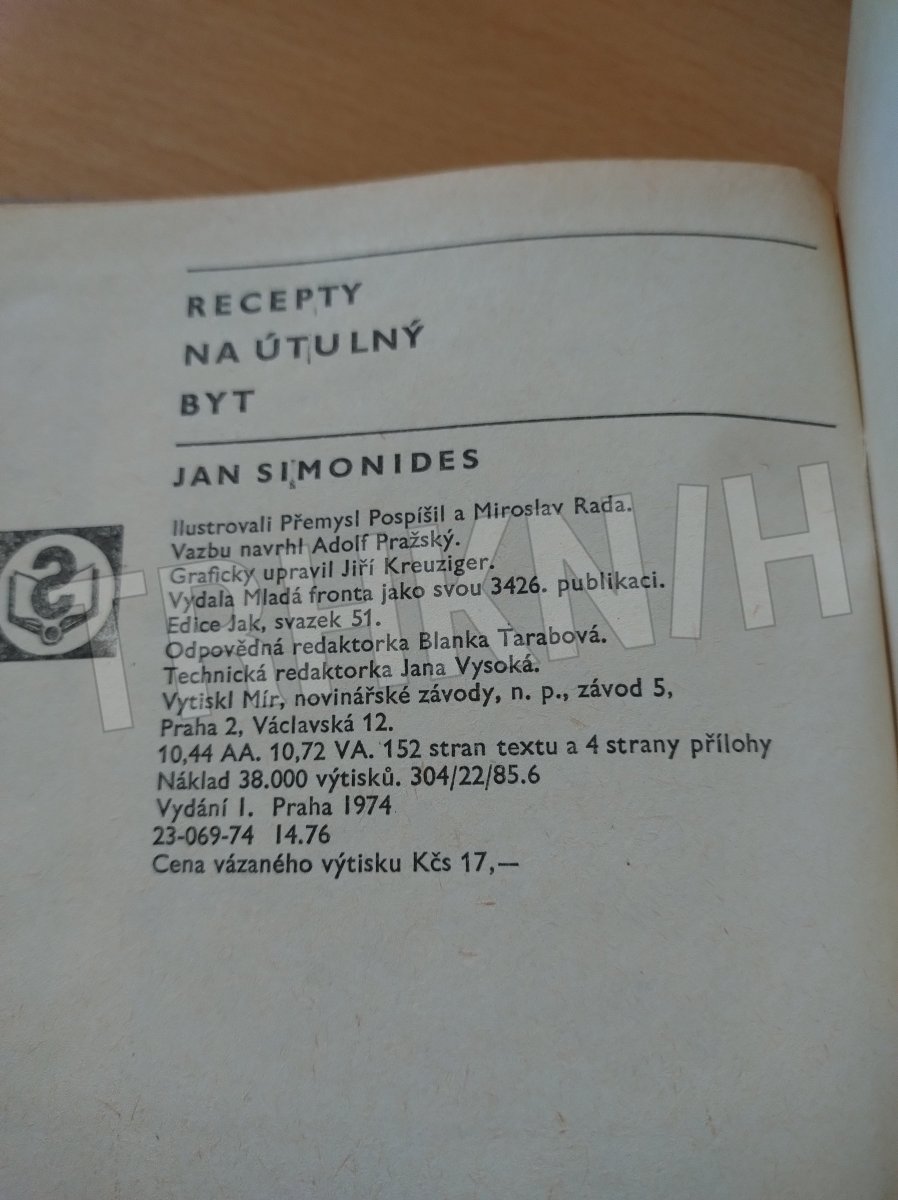 RECEPTY
NA ÚTULNÝ
BYT
JAN SIMONIDES
Ilustrovali Přemysl Pospíšil a Miroslav Rada.
Vazbu navrhl Adolf Pražský.
Graficky upravil Jiří Kreuziger.
Vydala Mladá fronta jako svou 3426. publikaci.
Edice Jak, svazek 51.
Odpovědná redaktorka Blanka Tarabová.
Technická redaktorka Jana Vysoká.
Vytiskl Mír, novinářské závody, n. p., závod 5,
Praha 2, Václavská 12.
10,44 AA. 10,72 VA. 152 stran textu a 4 strany přílohy
Náklad 38.000 výtisků. 304/22/85.6
Vydání I. Praha 1974
23-069-74 14.76
Cena vázaného výtisku Kčs 17,—